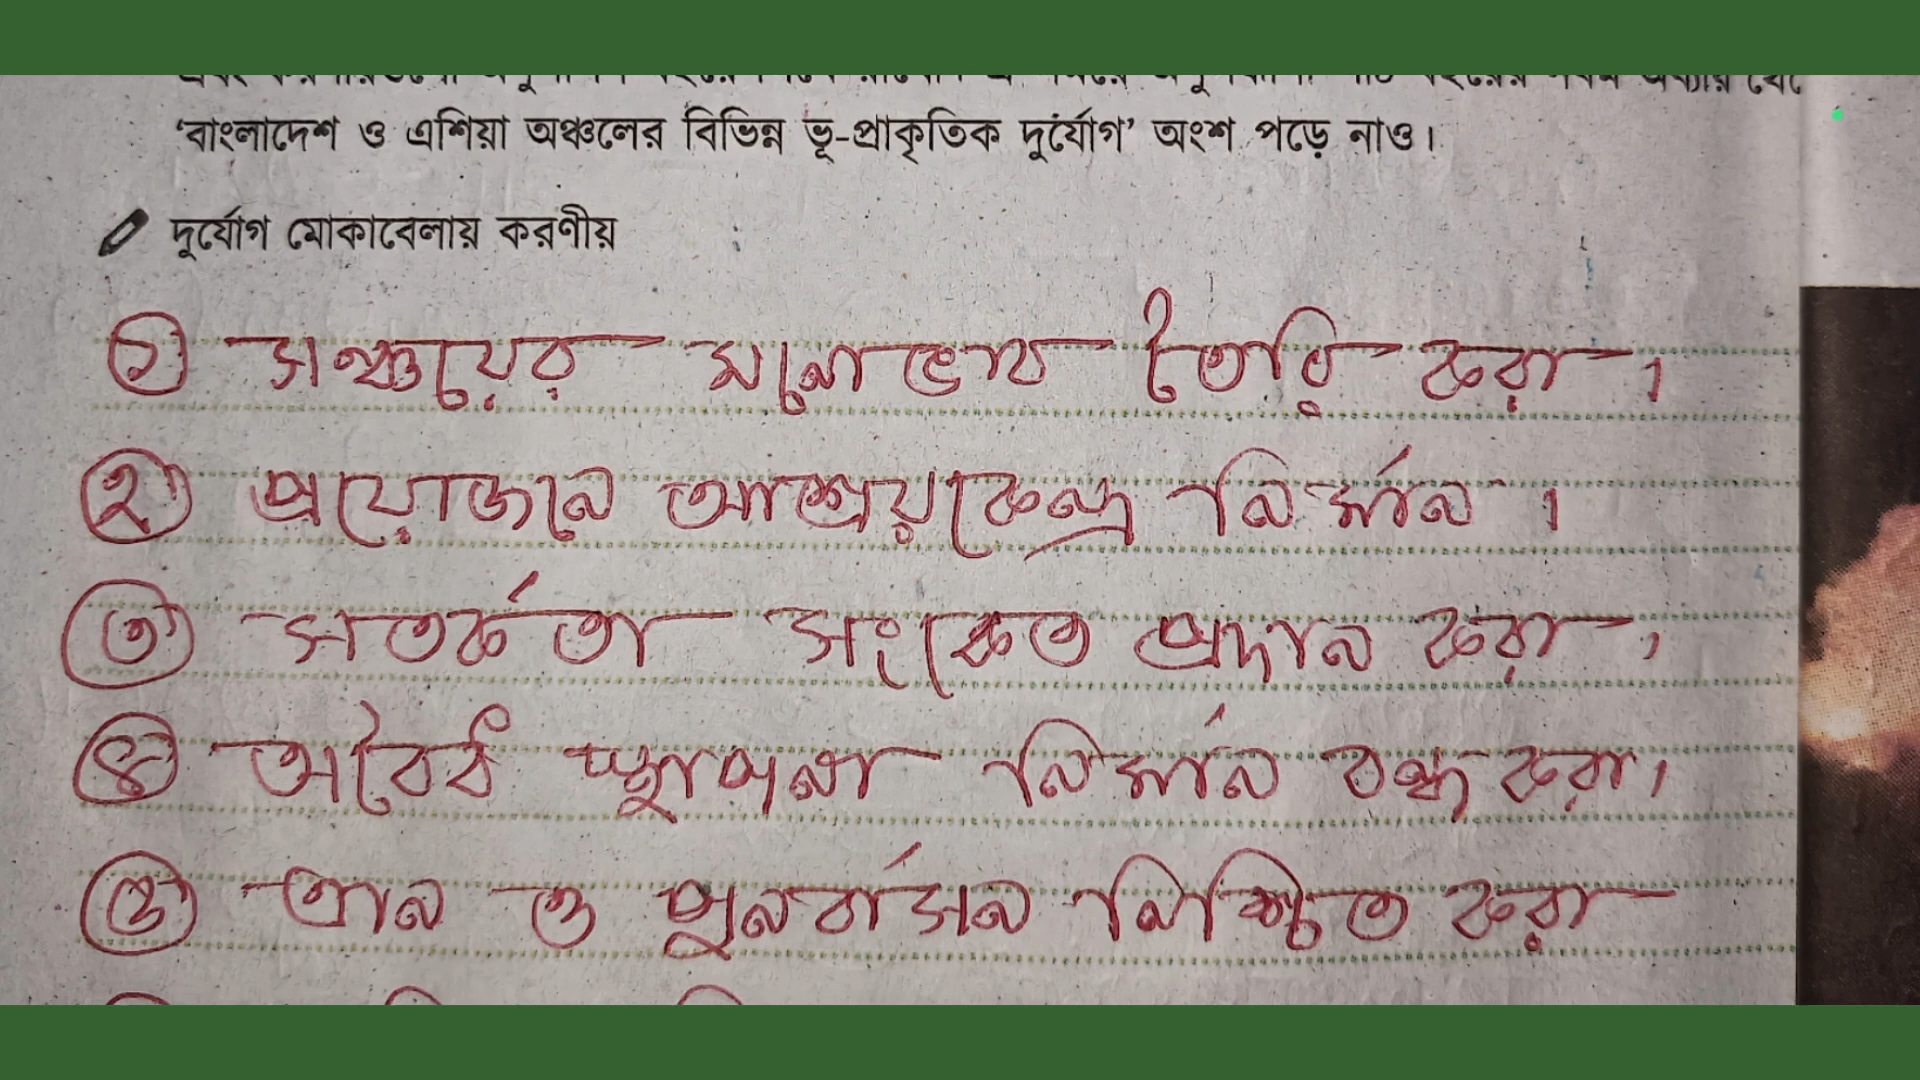 ‘বাংলাদেশ ও এশিয়া অঞ্চলের বিভিন্ন ভূ-প্রাকৃতিক দুর্যোগ’ অংশ পড়ে নাও।
দুর্যোগ মোকাবেলায় করণীয়
১ সঞ্চয়ের মনোভাব তৈরি করা।
২ প্রয়োজনে আশ্রয়কেন্দ্র নির্মান।
৩ সতর্কতা সংকেত প্রদান করা,
৪ অবৈধ স্থাপনা নির্মান বন্ধ করা।
৫ ত্রান ও পুনর্বাসন নিশ্চিত করা